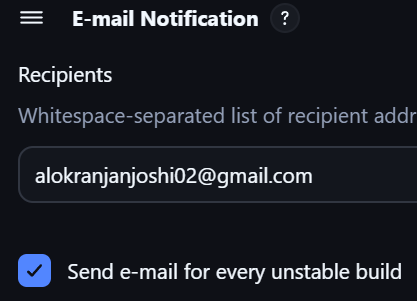 E-mail Notification ?
Recipients
Whitespace-separated list of recipient addr
alokranjanjoshi02@gmail.com
Send e-mail for every unstable build